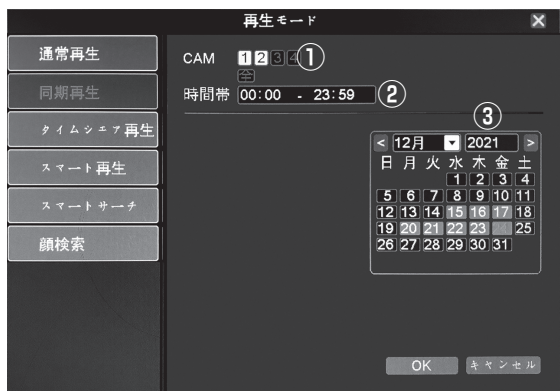 再生モード
通常再生
同期再生
タイムシェア再生
スマート再生
スマートサーチ
顔検索
CAM 1 2 3 4 ①
全
時間帯 00:00 - 23:59 ②
③
< 12月 2021 >
日 月 火 水 木 金 土
1 2 3 4
5 6 7 8 9 10 11
12 13 14 15 16 17 18
19 20 21 22 23 25
26 27 28 29 30 31
OK キャンセル